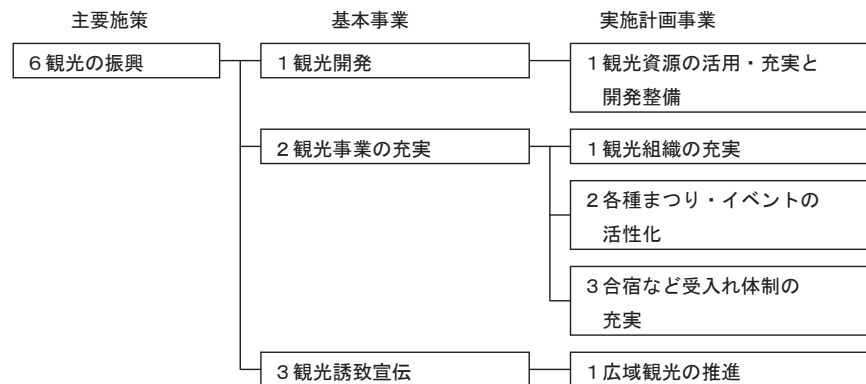 主要施策 基本事業 実施計画事業
6観光の振興 1観光開発 1観光資源の活用・充実と
開発整備
2観光事業の充実 1観光組織の充実
2各種まつり・イベントの
活性化
3合宿など受入れ体制の
充実
3観光誘致宣伝 1広域観光の推進